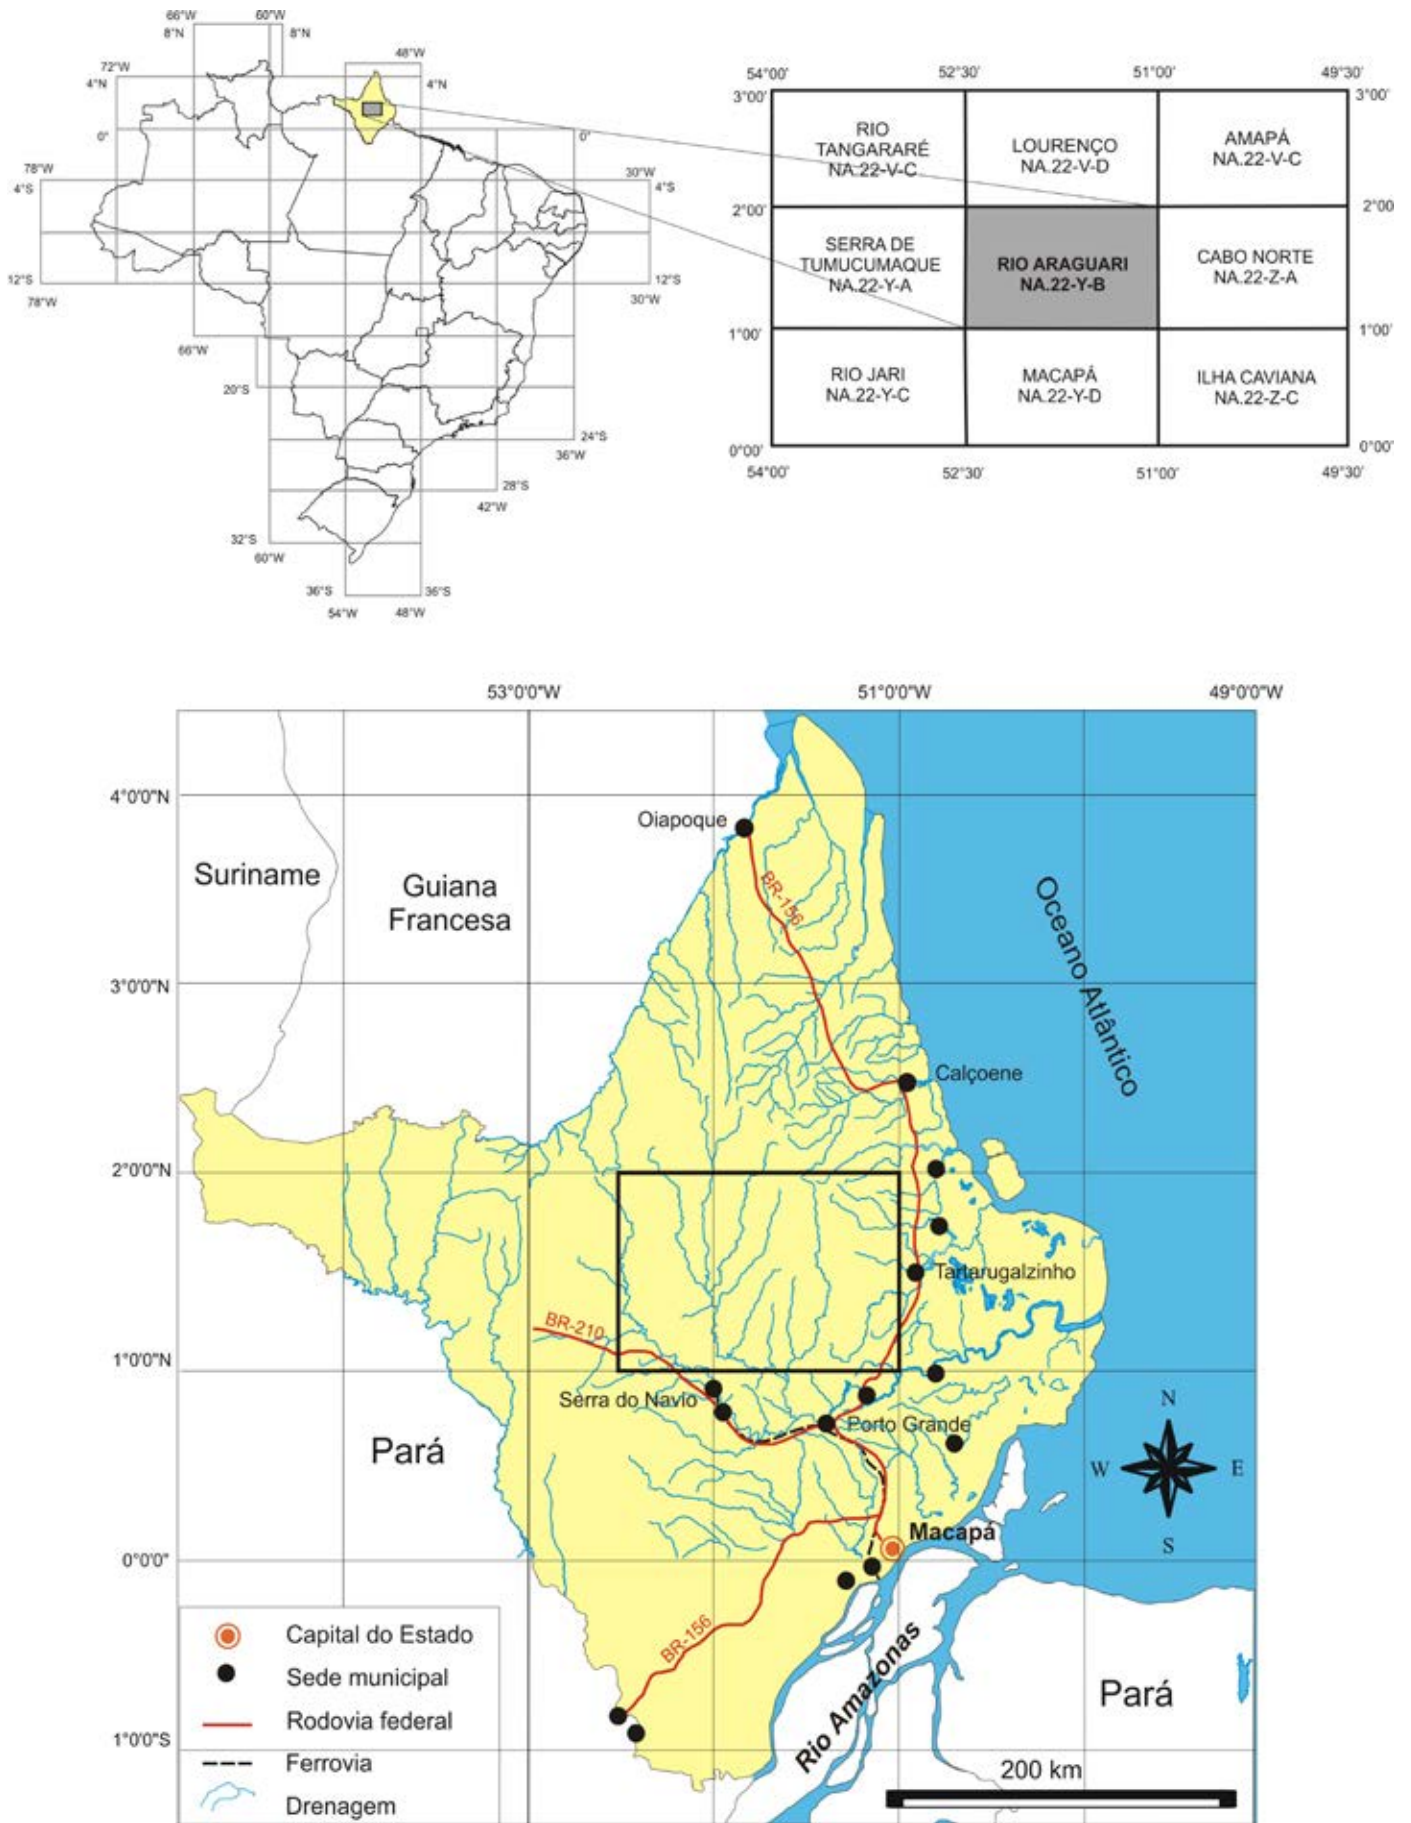 66°W
60°W
8°N
8°N
48°W
72°W
4°N
4°N
0°
0°
78°W
4°S
30°W
4°S
12°S
78°W
12°S
30°W
66°W
20°S
24°S
36°W
28°S
42°W
32°S
60°W
36°S
36°S
54°W
48°W
54°00'
52°30'
51°00'
49°30'
3°00'
3°00'
RIO
TANGARARÉ
NA.22-V-C
LOURENÇO
NA.22-V-D
AMAPÁ
NA.22-V-C
2°00'
2°00
SERRA DE
TUMUCUMAQUE
NA.22-Y-A
RIO ARAGUARI
NA.22-Y-B
CABO NORTE
NA.22-Z-A
1°00'
1°00'
RIO JARI
NA.22-Y-C
MACAPÁ
NA.22-Y-D
ILHA CAVIANA
NA.22-Z-C
0°00'
0°00'
54°00'
52°30'
51°00'
49°30'
53°0'0"W
51°0'0"W
49°0'0"W
4°0'0"N
Oiapoque
Suriname
Guiana
Francesa
BR-156
Oceano Atlântico
3°0'0"N
Calçoene
2°0'0"N
Tartarugalzinho
BR-210
1°0'0"N
Serra do Navio
Porto Grande
Pará
N
W
E
S
Macapá
0°0'0"
BR-156
Rio Amazonas
Pará
1°0'0"S
200 km
Capital do Estado
Sede municipal
Rodovia federal
Ferrovia
Drenagem